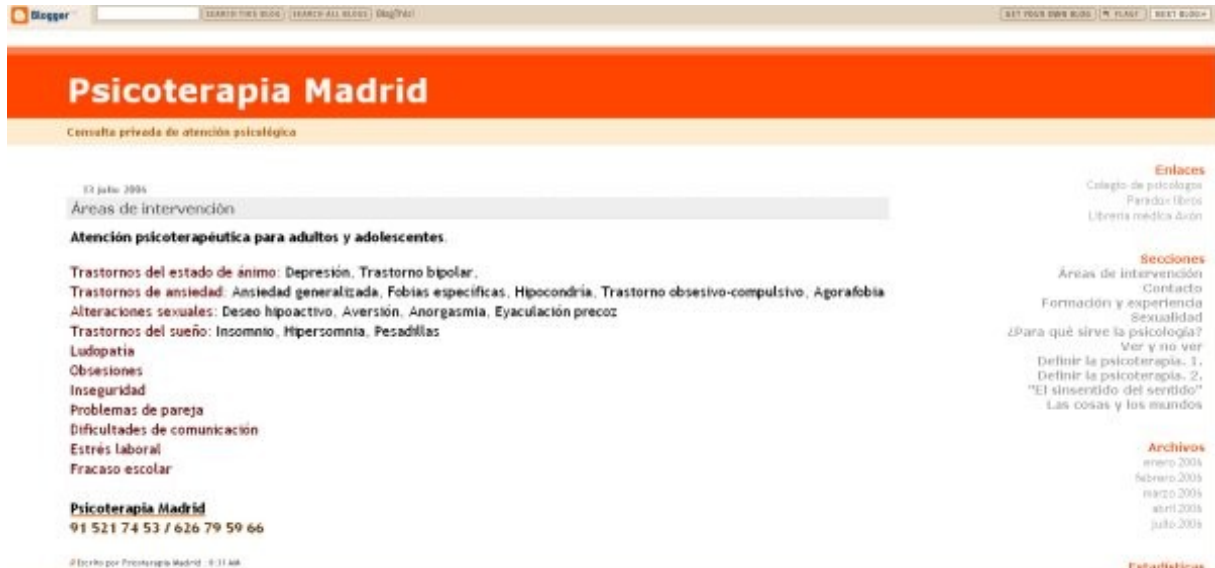 Blogger
SEARCH THIS BLOG SEARCH ALL BLOGS BlogThis!
GET YOUR OWN BLOG FLAG? NEXT BLOG»
Psicoterapia Madrid
Consulta privada de atención psicológica
13 julio 2006
Áreas de intervención
Atención psicoterapéutica para adultos y adolescentes.
Trastornos del estado de ánimo: Depresión, Trastorno bipolar,
Trastornos de ansiedad: Ansiedad generalizada, Fobias específicas, Hipocondría, Trastorno obsesivo-compulsivo, Agorafobia
Alteraciones sexuales: Deseo hipoactivo, Aversión, Anorgasmia, Eyaculación precoz
Trastornos del sueño: Insomnio, Hipersomnia, Pesadillas
Ludopatía
Obsesiones
Inseguridad
Problemas de pareja
Dificultades de comunicación
Estrés laboral
Fracaso escolar
Psicoterapia Madrid
91 521 74 53 / 626 79 59 66
Escrito por Psicoterapia Madrid
Enlaces
Colegio de psicologos
Paradox libros
Librería médica Axón
Secciones
Áreas de intervención
Contacto
Formación y experiencia
Sexualidad
¿Para qué sirve la psicología?
Ver y no ver
Definir la psicoterapia. 1.
Definir la psicoterapia. 2.
"El sinsentido del sentido"
Las cosas y los mundos
Archivos
enero 2006
febrero 2006
marzo 2006
abril 2006
julio 2006
Estadísticas